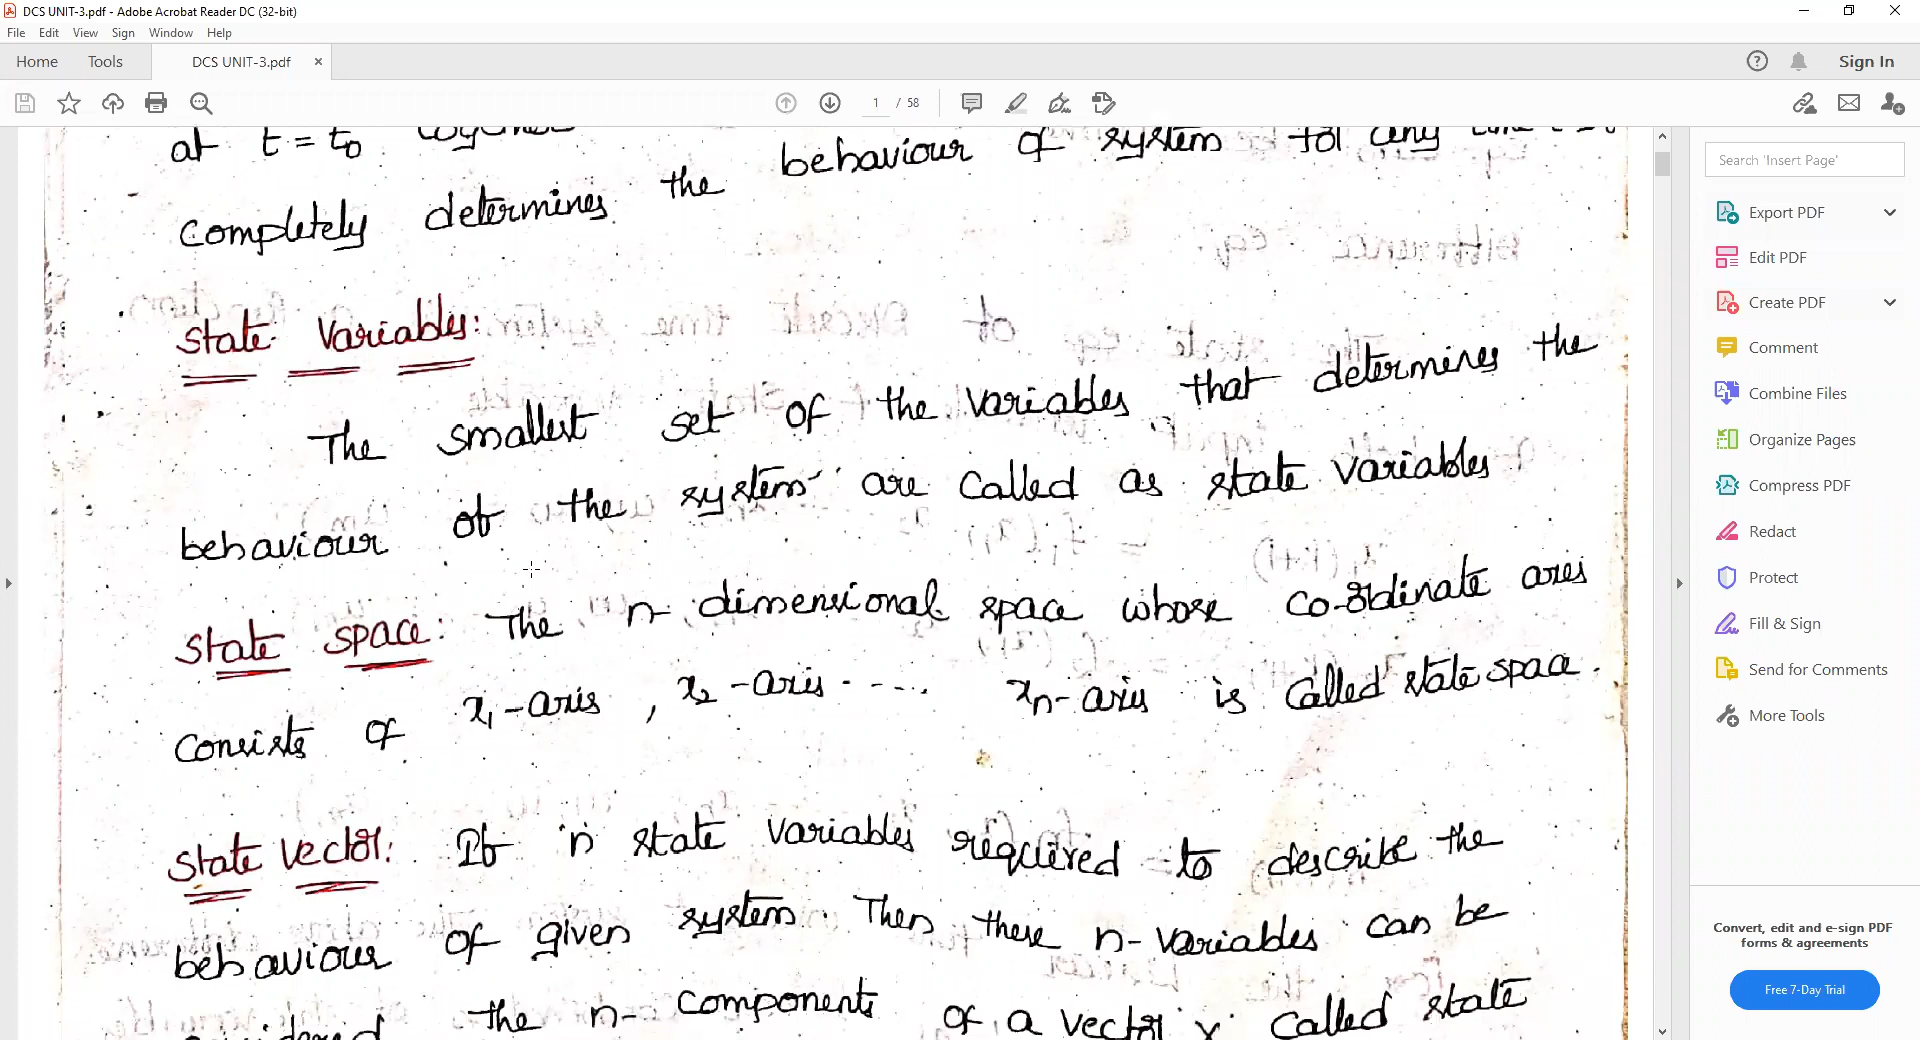 DCS UNIT-3.pdf - Adobe Acrobat Reader DC (32-bit)
File Edit View Sign Window Help
Home Tools DCS UNIT-3.pdf × Sign In
1 / 58
at t = t0 behaviour of system for any
completely determines the
State Variables:
The smallest set of the variables that determines the
behaviour of the system are called as state variables
State space: The n-dimensional space whose co-ordinate axis
consists of x1-axis, x2-axis ..... xn-axis is called state space.
State vector: If 'n' state variables required to describe the
behaviour of given system. Then these n-variables can be
the n- components of a vector 'x' called state
Search 'Insert Page'
Export PDF
Edit PDF
Create PDF
Comment
Combine Files
Organize Pages
Compress PDF
Redact
Protect
Fill & Sign
Send for Comments
More Tools
Convert, edit and e-sign PDF
forms & agreements
Free 7-Day Trial